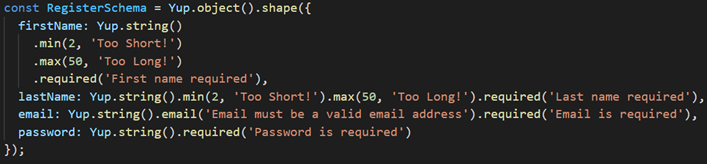 const RegisterSchema = Yup.object().shape({
  firstName: Yup.string()
    .min(2, 'Too Short!')
    .max(50, 'Too Long!')
    .required('First name required'),
  lastName: Yup.string().min(2, 'Too Short!').max(50, 'Too Long!').required('Last name required'),
  email: Yup.string().email('Email must be a valid email address').required('Email is required'),
  password: Yup.string().required('Password is required')
});